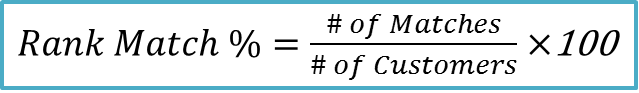 Rank Match % = # of Matches / # of Customers × 100